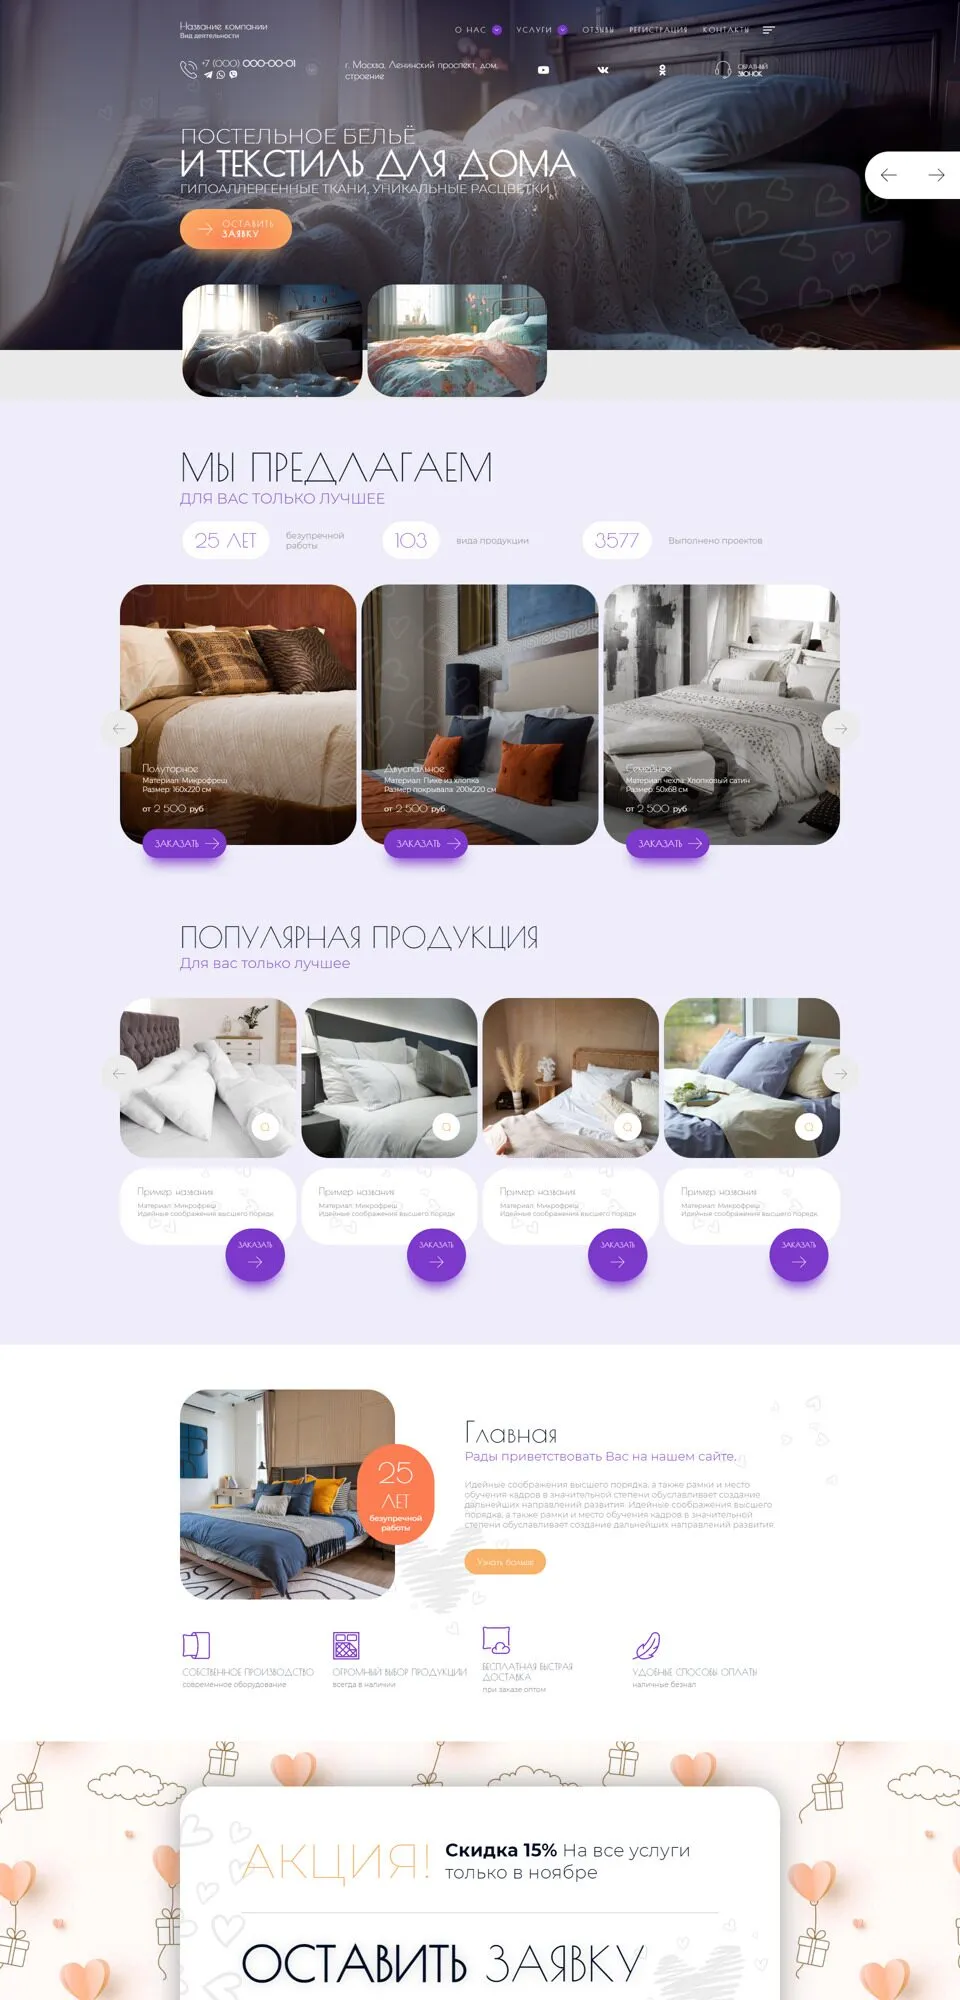 Название компании
Вид деятельности
О НАС
УСЛУГИ
ОТЗЫВЫ
РЕГИСТРАЦИЯ
КОНТАКТЫ
+7 (000) 000-00-01
г. Москва, Ленинский проспект, дом,
строение
ОБРАТНЫЙ
ЗВОНОК
ПОСТЕЛЬНОЕ БЕЛЬЁ
И ТЕКСТИЛЬ ДЛЯ ДОМА
ГИПОАЛЛЕРГЕННЫЕ ТКАНИ, УНИКАЛЬНЫЕ РАСЦВЕТКИ
ОСТАВИТЬ
ЗАЯВКУ
МЫ ПРЕДЛАГАЕМ
ДЛЯ ВАС ТОЛЬКО ЛУЧШЕЕ
25 ЛЕТ
безупречной
работы
103
вида продукции
3577
Выполнено проектов
Полуторное
Материал: Микрофреш
Размер: 160х220 см
от 2 500 руб
ЗАКАЗАТЬ
Двуспальное
Материал: Пике из хлопка
Размер покрывала: 200х220 см
от 2 500 руб
ЗАКАЗАТЬ
Семейное
Материал чехла: Хлопковый сатин
Размер: 50х68 см
от 2 500 руб
ЗАКАЗАТЬ
ПОПУЛЯРНАЯ ПРОДУКЦИЯ
Для вас только лучшее
Пример названия
Материал: Микрофреш
Идейные соображения высшего порядк
ЗАКАЗАТЬ
Пример названия
Материал: Микрофреш
Идейные соображения высшего порядк
ЗАКАЗАТЬ
Пример названия
Материал: Микрофреш
Идейные соображения высшего порядк
ЗАКАЗАТЬ
Пример названия
Материал: Микрофреш
Идейные соображения высшего порядк
ЗАКАЗАТЬ
25
ЛЕТ
безупречной
работы
Главная
Рады приветствовать Вас на нашем сайте.
Идейные соображения высшего порядка, а также рамки и место
обучения кадров в значительной степени обуславливает создание
дальнейших направлений развития. Идейные соображения высшего
порядка, а также рамки и место обучения кадров в значительной
степени обуславливает создание дальнейших направлений развития.
Узнать больше
СОБСТВЕННОЕ ПРОИЗВОДСТВО
современное оборудование
ОГРОМНЫЙ ВЫБОР ПРОДУКЦИИ
всегда в наличии
БЕСПЛАТНАЯ БЫСТРАЯ
ДОСТАВКА
при заказе оптом
УДОБНЫЕ СПОСОБЫ ОПЛАТЫ
наличные безнал
АКЦИЯ!
Скидка 15% На все услуги
только в ноябре
ОСТАВИТЬ ЗАЯВКУ